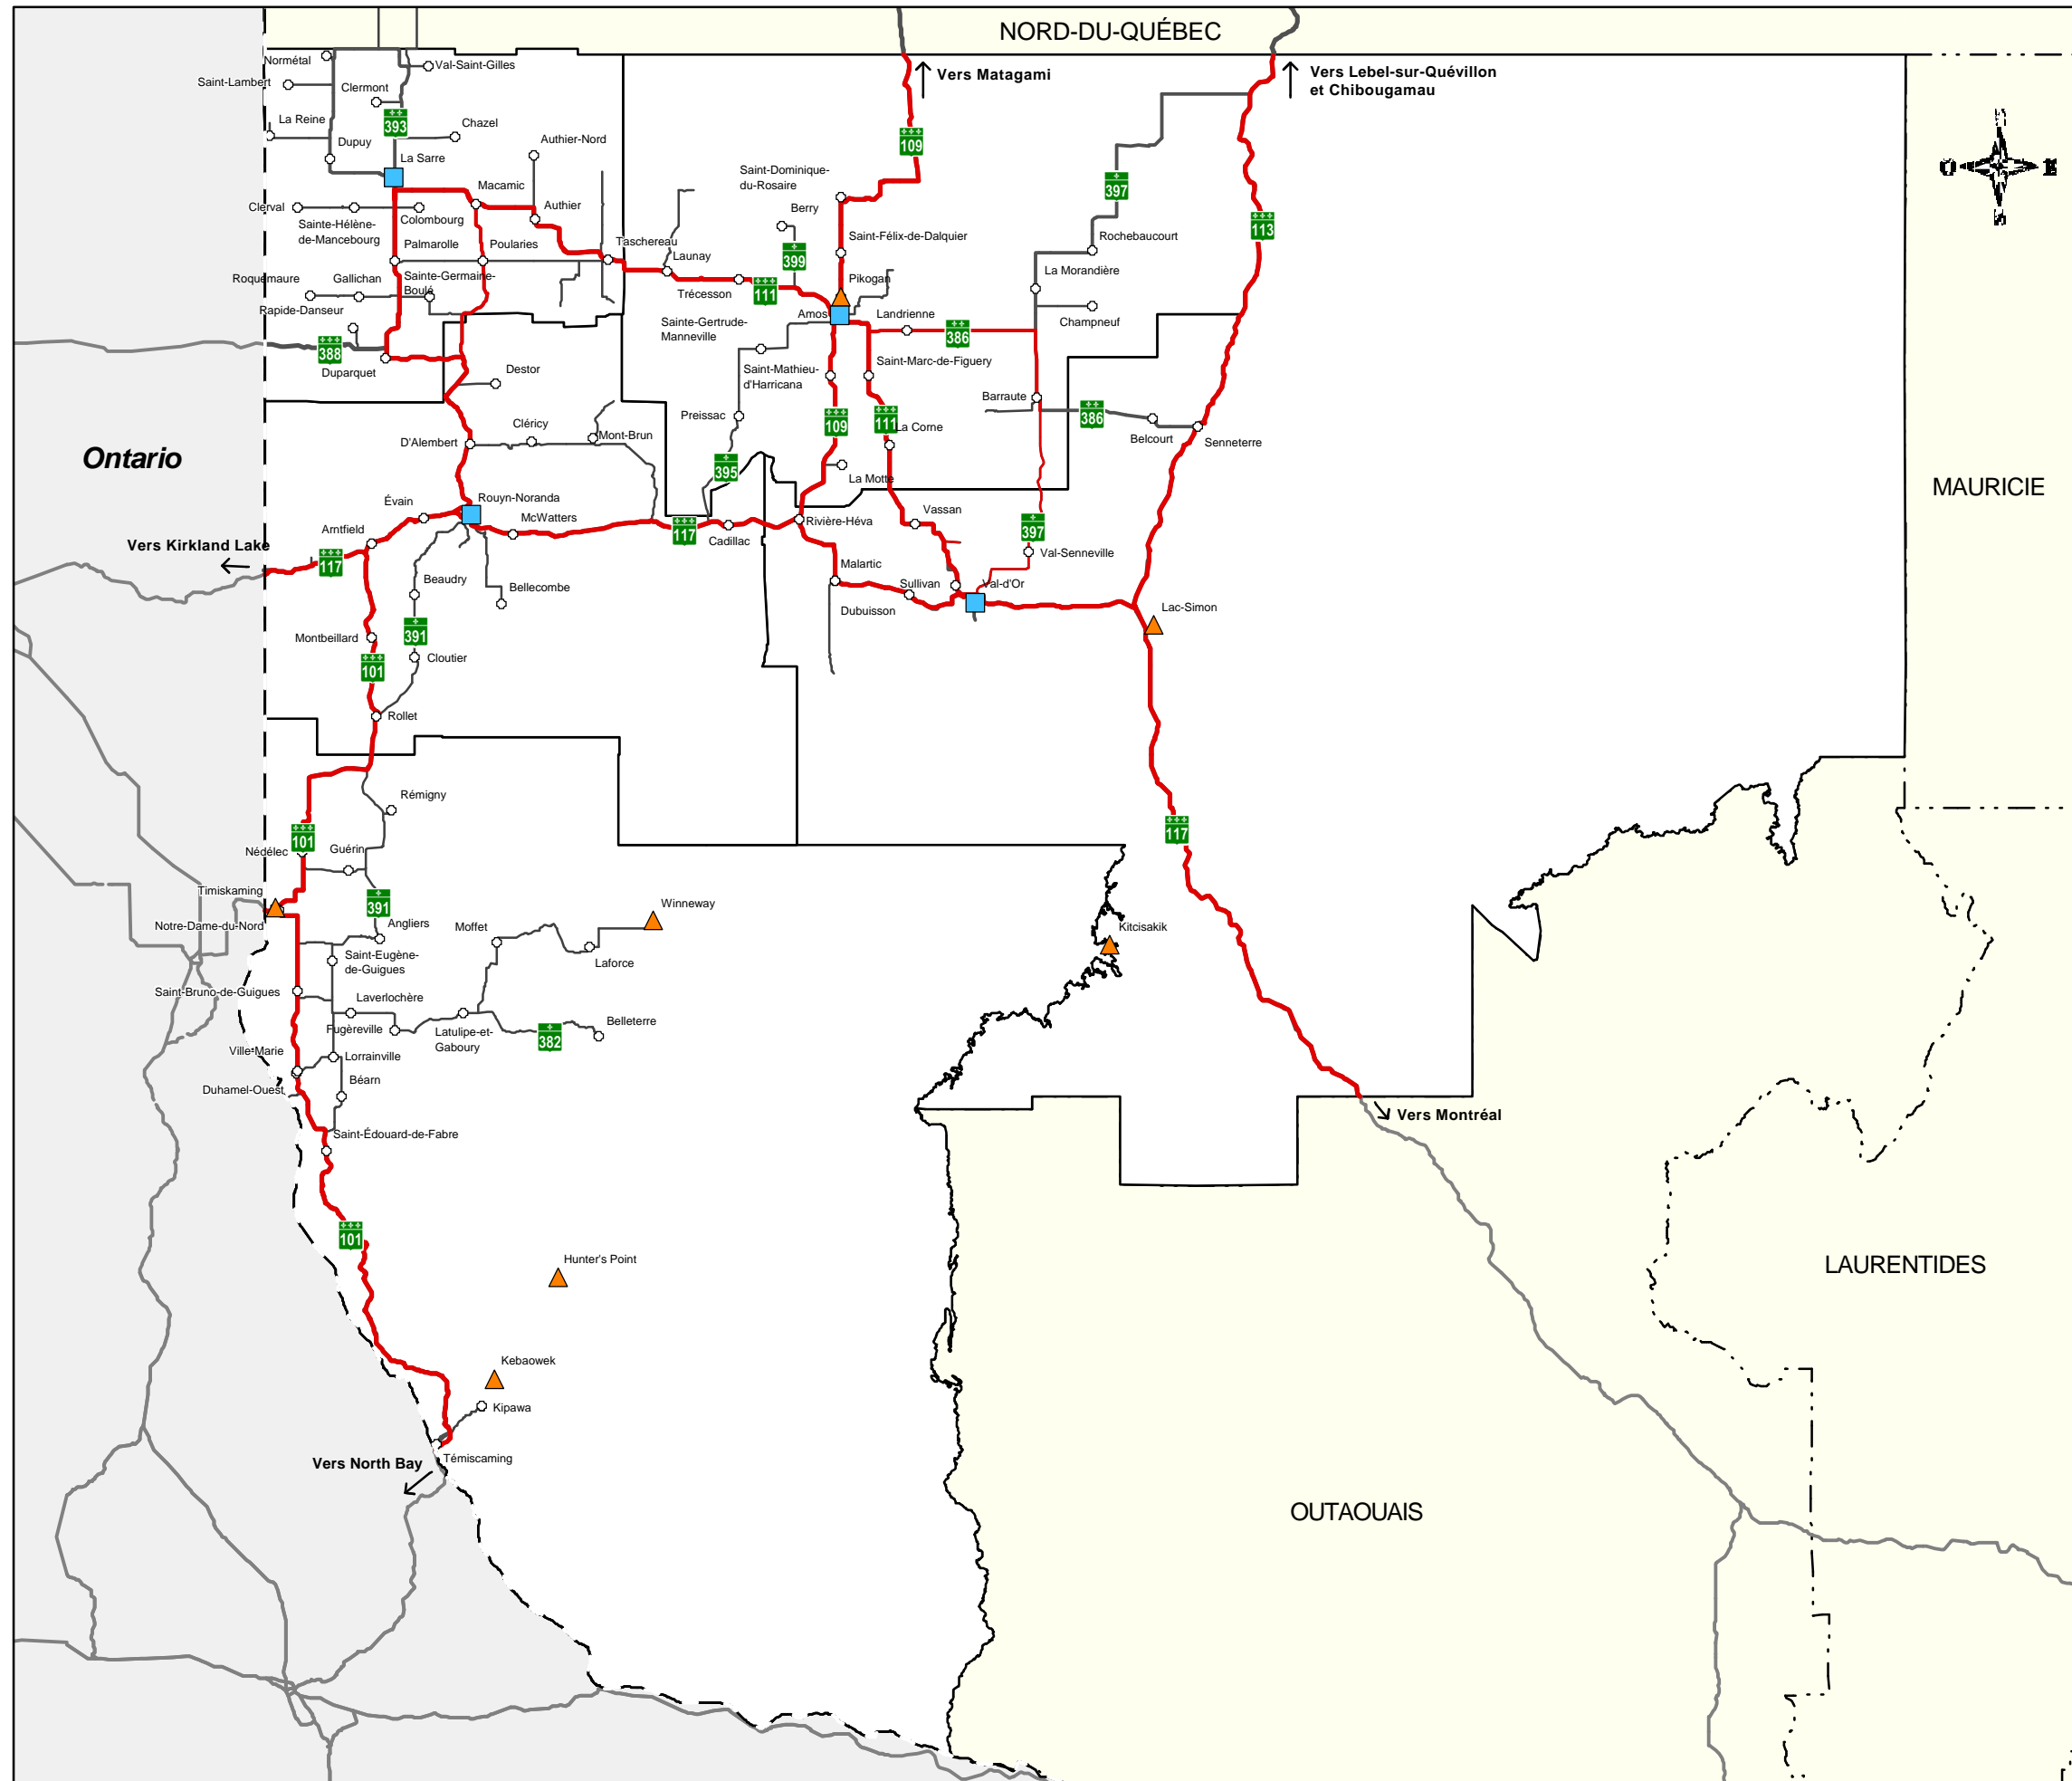 NORD-DU-QUÉBEC
Normétal
Val-Saint-Gilles
Vers Matagami
Vers Lebel-sur-Quévillon
et Chibougamau
Saint-Lambert
Clermont
393
La Reine
Chazel
Dupuy
Authier-Nord
109
La Sarre
Saint-Dominique-
du-Rosaire
Macamic
397
Clerval
Colombourg
Authier
Berry
Sainte-Hélène-
de-Mancebourg
113
Palmarolle
Poularies
Taschereau
Saint-Félix-de-Dalquier
Rochebaucourt
Launay
399
Roquemaure
Gallichan
Sainte-Germaine-
Boulé
La Morandière
Pikogan
Trécesson
111
Rapide-Danseur
Sainte-Gertrude-
Manneville
Amos
Landrienne
Champneuf
386
388
Duparquet
Destor
Saint-Mathieu-
d'Harricana
Saint-Marc-de-Figuery
Barraute
Preissac
109
111
386
Cléricy
La Corne
Belcourt
Senneterre
D'Alembert
Mont-Brun
Ontario
395
La Motte
MAURICIE
Évain
Rouyn-Noranda
Vassan
McWatters
Rivière-Héva
Arntfield
117
Cadillac
397
Vers Kirkland Lake
Val-Senneville
117
Malartic
Beaudry
Bellecombe
Sullivan
Val-d'Or
Dubuisson
Lac-Simon
391
Montbeillard
Cloutier
101
Rollet
Rémigny
117
101
Nédélec
Guérin
Timiskaming
391
Winneway
Notre-Dame-du-Nord
Angliers
Moffet
Kitcisakik
Saint-Eugène-
de-Guigues
Laforce
Saint-Bruno-de-Guigues
Laverlochère
Fugèreville
Latulipe-et-
Gaboury
Belleterre
382
Ville-Marie
Lorrainville
Béarn
Duhamel-Ouest
Vers Montréal
Saint-Édouard-de-Fabre
101
Hunter's Point
LAURENTIDES
Kebaowek
Kipawa
Vers North Bay
Témiscaming
OUTAOUAIS
O
E